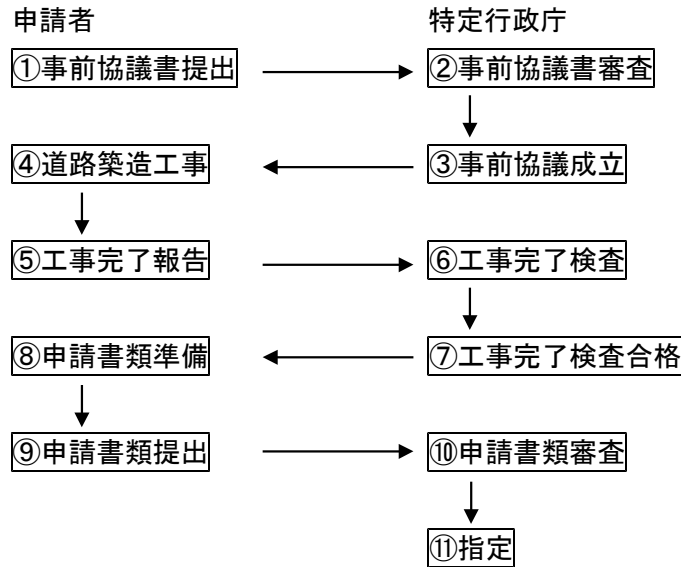 申請者 特定行政庁
①事前協議書提出 ②事前協議書審査
④道路築造工事 ③事前協議成立
⑤工事完了報告 ⑥工事完了検査
⑧申請書類準備 ⑦工事完了検査合格
⑨申請書類提出 ⑩申請書類審査
⑪指定